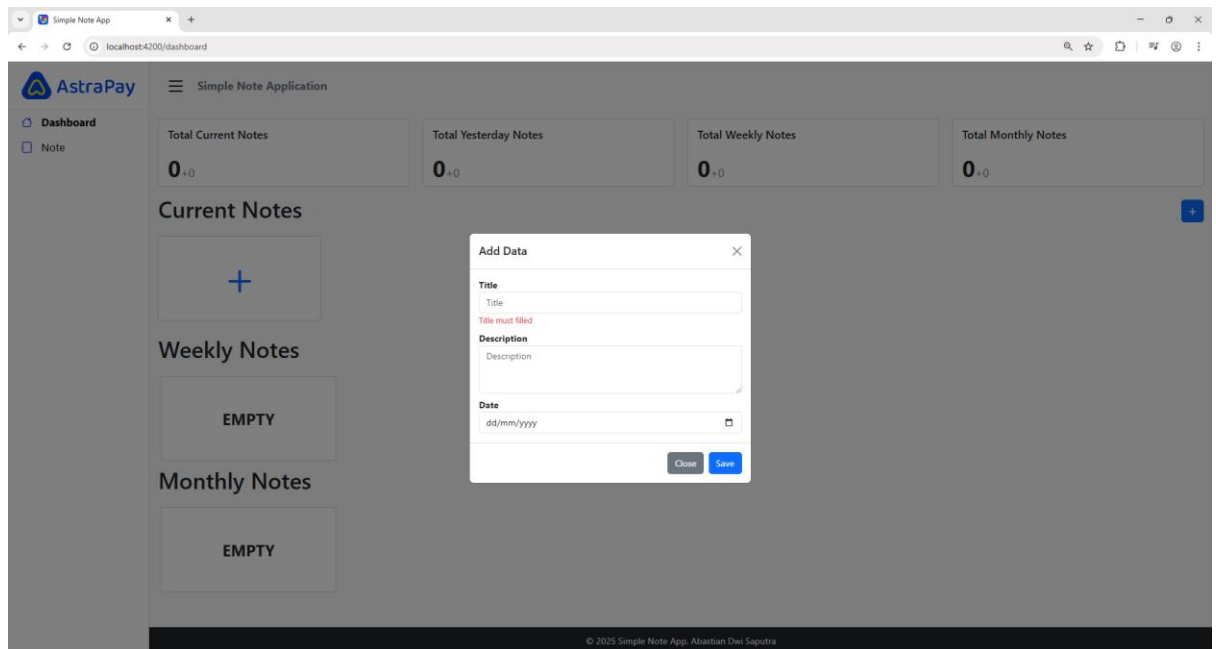 Simple Note App
localhost:4200/dashboard
AstraPay
Simple Note Application
Dashboard
Note
Total Current Notes
0+0
Total Yesterday Notes
0+0
Total Weekly Notes
0+0
Total Monthly Notes
0+0
Current Notes
+
+
Weekly Notes
EMPTY
Monthly Notes
EMPTY
Add Data
Title
Title
Title must filled
Description
Description
Date
dd/mm/yyyy
Close
Save
© 2025 Simple Note App. Abastian Dwi Saputra